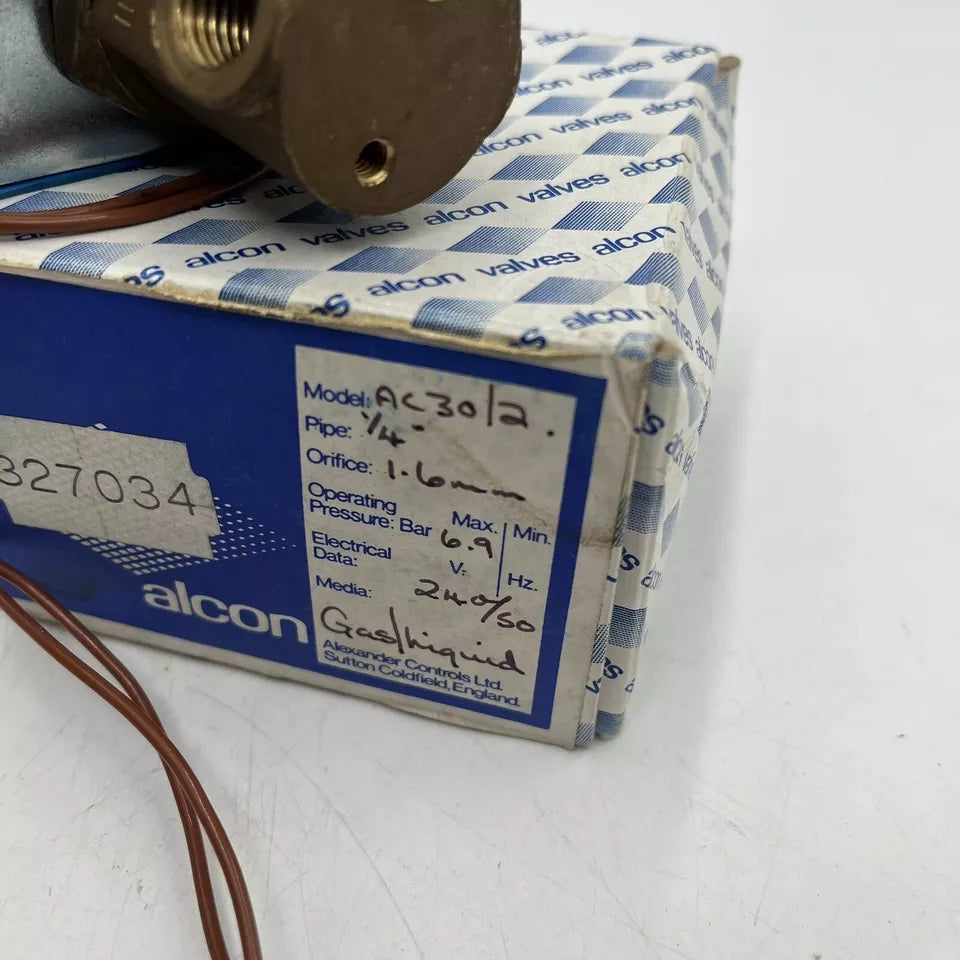 alcon valves
alcon valves
alcon valves alcon
alcon valves alcon
alcon
327034
alcon
Model: AC30/2.
Pipe: 1/4"
Orifice: 1.6mm
Operating Max. Min.
Pressure: Bar 6.9
Electrical V: Hz.
Data: 240/50
Media:
Gas/Liquid
Alexander Controls Ltd.
Sutton Coldfield, England.